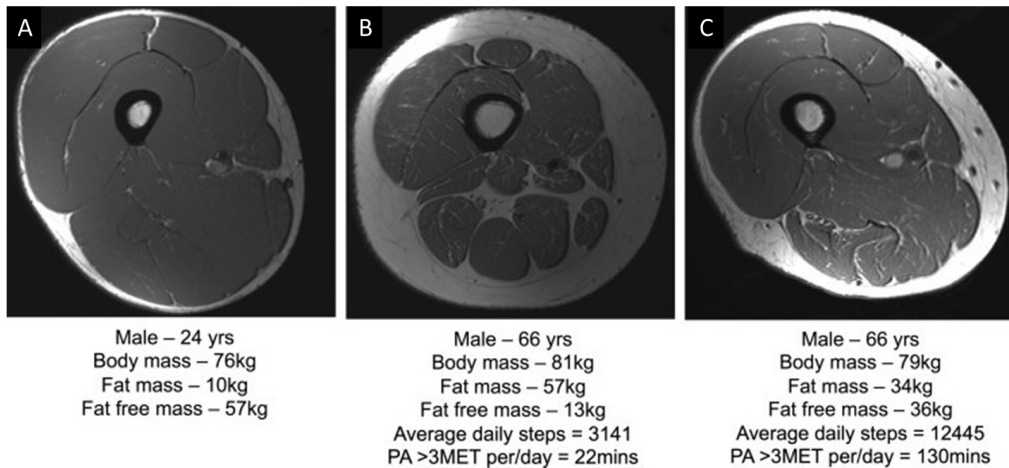 A
B
C
Male – 24 yrs
Body mass – 76kg
Fat mass – 10kg
Fat free mass – 57kg
Male – 66 yrs
Body mass – 81kg
Fat mass – 57kg
Fat free mass – 13kg
Average daily steps = 3141
PA >3MET per/day = 22mins
Male – 66 yrs
Body mass – 79kg
Fat mass – 34kg
Fat free mass – 36kg
Average daily steps = 12445
PA >3MET per/day = 130mins